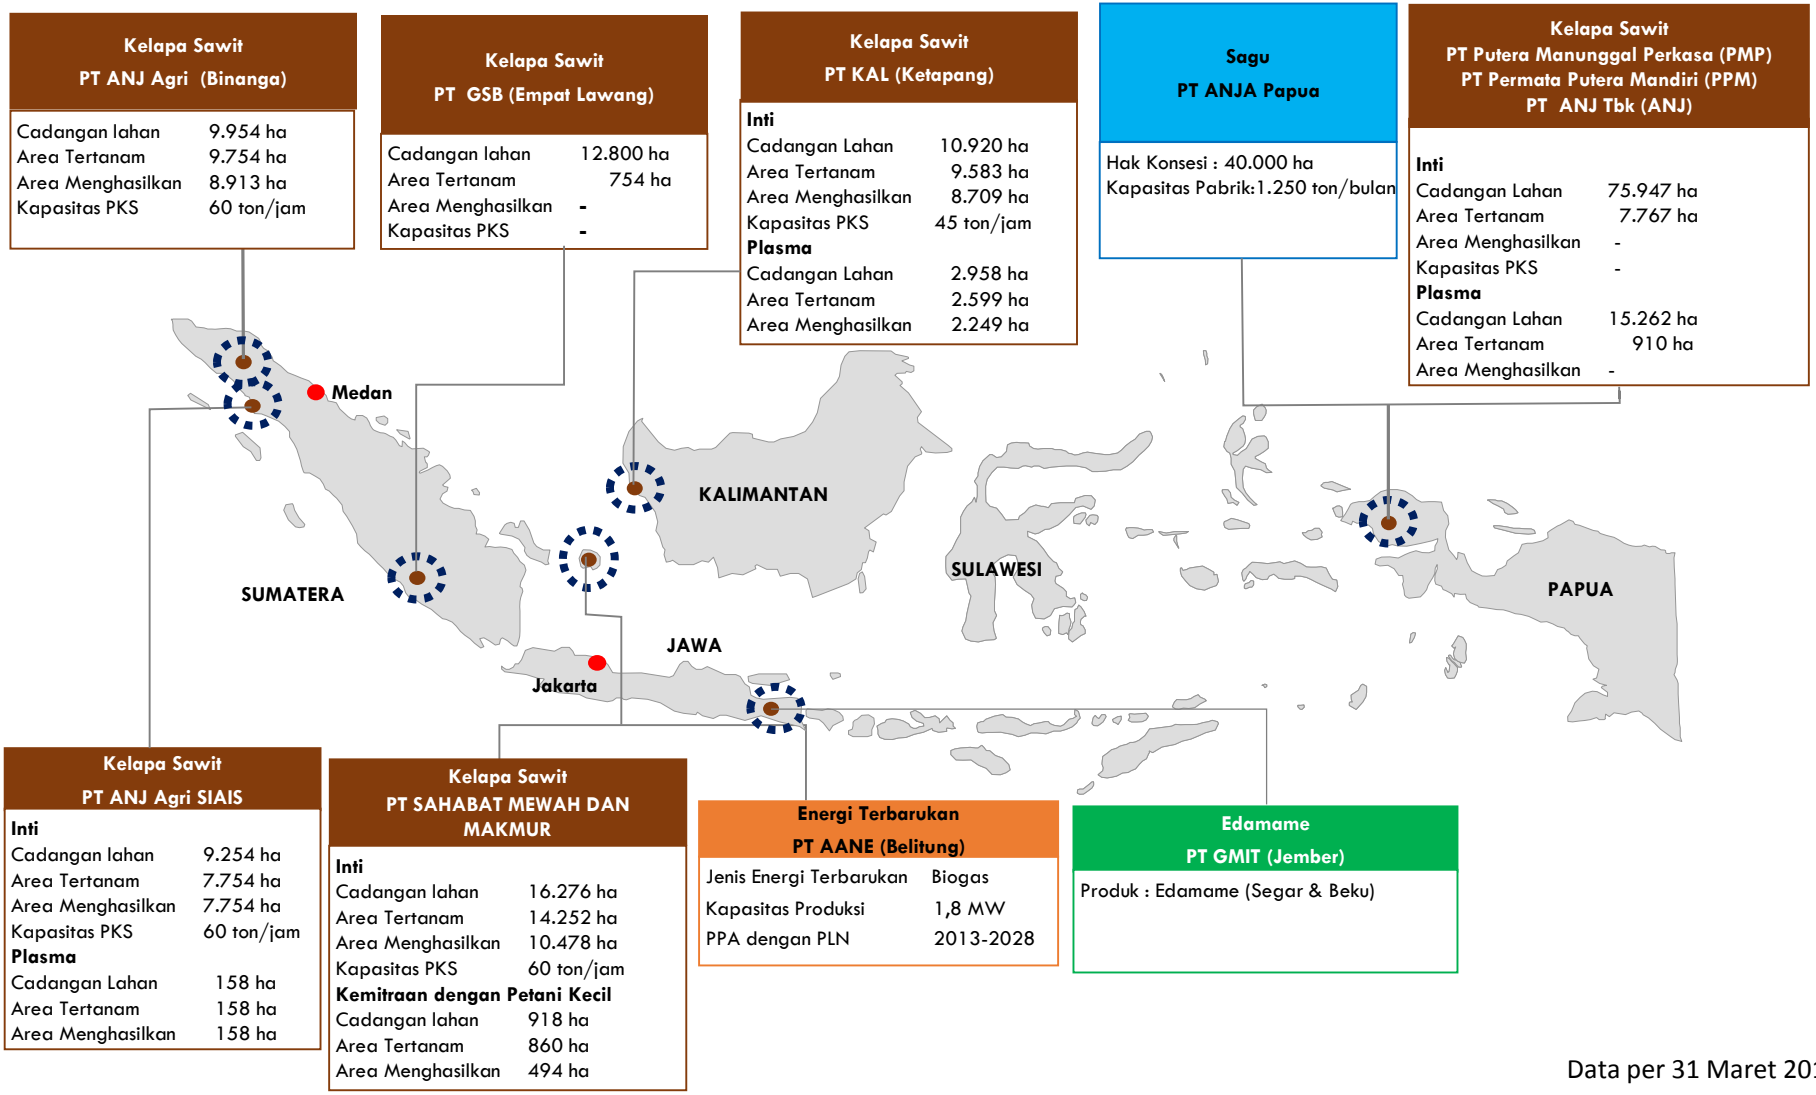 Kelapa Sawit
PT ANJ Agri (Binanga)
Cadangan lahan 9.954 ha
Area Tertanam 9.754 ha
Area Menghasilkan 8.913 ha
Kapasitas PKS 60 ton/jam
Kelapa Sawit
PT GSB (Empat Lawang)
Cadangan lahan 12.800 ha
Area Tertanam 754 ha
Area Menghasilkan -
Kapasitas PKS -
Kelapa Sawit
PT KAL (Ketapang)
Inti
Cadangan Lahan 10.920 ha
Area Tertanam 9.583 ha
Area Menghasilkan 8.709 ha
Kapasitas PKS 45 ton/jam
Plasma
Cadangan Lahan 2.958 ha
Area Tertanam 2.599 ha
Area Menghasilkan 2.249 ha
Sagu
PT ANJA Papua
Hak Konsesi : 40.000 ha
Kapasitas Pabrik:1.250 ton/bulan
Kelapa Sawit
PT Putera Manunggal Perkasa (PMP)
PT Permata Putera Mandiri (PPM)
PT ANJ Tbk (ANJ)
Inti
Cadangan Lahan 75.947 ha
Area Tertanam 7.767 ha
Area Menghasilkan -
Kapasitas PKS -
Plasma
Cadangan Lahan 15.262 ha
Area Tertanam 910 ha
Area Menghasilkan -
Medan
KALIMANTAN
SULAWESI
SUMATERA
PAPUA
JAWA
Jakarta
Kelapa Sawit
PT ANJ Agri SIAIS
Inti
Cadangan lahan 9.254 ha
Area Tertanam 7.754 ha
Area Menghasilkan 7.754 ha
Kapasitas PKS 60 ton/jam
Plasma
Cadangan Lahan 158 ha
Area Tertanam 158 ha
Area Menghasilkan 158 ha
Kelapa Sawit
PT SAHABAT MEWAH DAN
MAKMUR
Inti
Cadangan lahan 16.276 ha
Area Tertanam 14.252 ha
Area Menghasilkan 10.478 ha
Kapasitas PKS 60 ton/jam
Kemitraan dengan Petani Kecil
Cadangan lahan 918 ha
Area Tertanam 860 ha
Area Menghasilkan 494 ha
Energi Terbarukan
PT AANE (Belitung)
Jenis Energi Terbarukan Biogas
Kapasitas Produksi 1,8 MW
PPA dengan PLN 2013-2028
Edamame
PT GMIT (Jember)
Produk : Edamame (Segar & Beku)
Data per 31 Maret